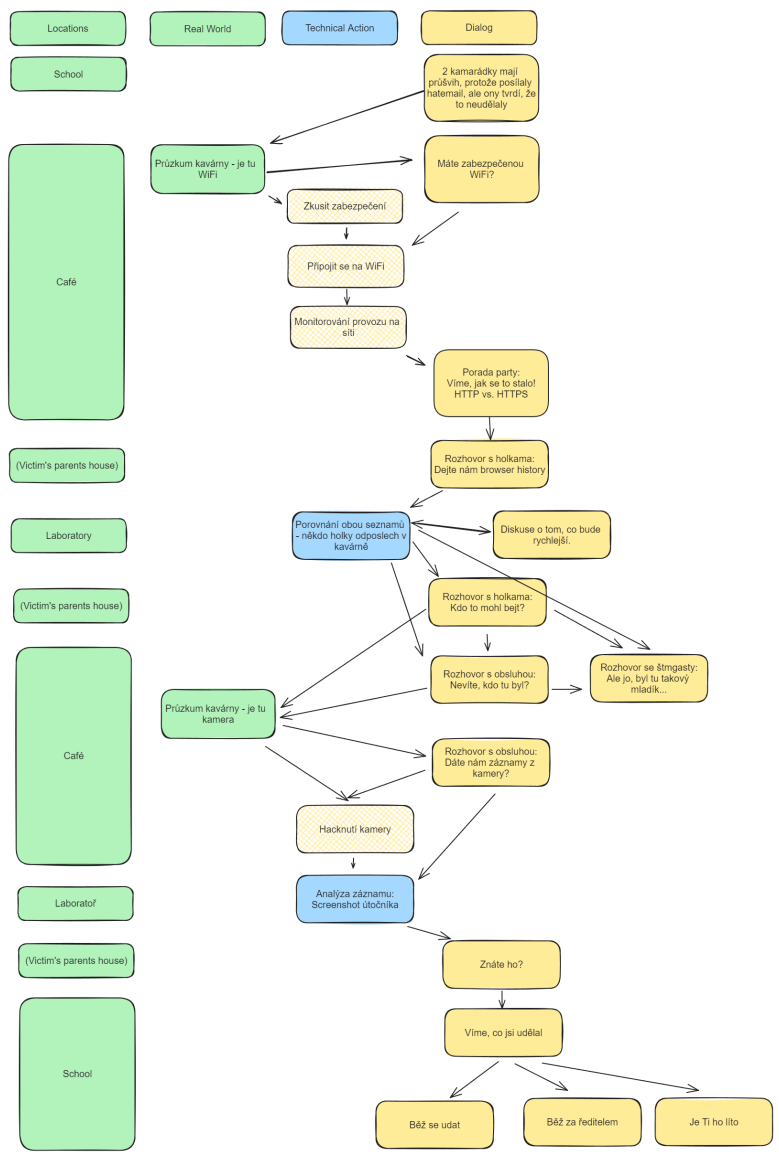 Locations
Real World
Technical Action
Dialog
School
2 kamarádky mají
průšvih, protože posílaly
hatemail, ale ony tvrdí, že
to neudělaly
Průzkum kavárny - je tu
WiFi
Máte zabezpečenou
WiFi?
Zkusit zabezpečení
Café
Připojit se na WiFi
Monitorování provozu na
síti
Porada party:
Víme, jak se to stalo!
HTTP vs. HTTPS
(Victim's parents house)
Rozhovor s holkama:
Dejte nám browser history
Laboratory
Porovnání obou seznamů
- někdo holky odposlech v
kavárně
Diskuse o tom, co bude
rychlejší.
(Victim's parents house)
Rozhovor s holkama:
Kdo to mohl bejt?
Rozhovor s obsluhou:
Nevíte, kdo tu byl?
Rozhovor se štmgasty:
Ale jo, byl tu takový
mladík...
Průzkum kavárny - je tu
kamera
Café
Rozhovor s obsluhou:
Dáte nám záznamy z
kamery?
Hacknutí kamery
Laboratoř
Analýza záznamu:
Screenshot útočníka
(Victim's parents house)
Znáte ho?
Víme, co jsi udělal
School
Běž se udat
Běž za ředitelem
Je Ti ho líto